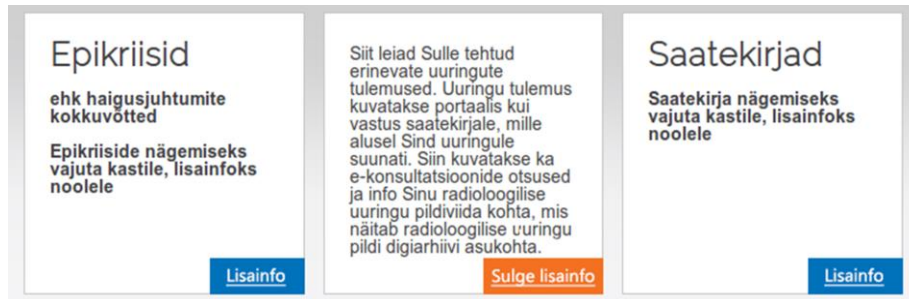 Epikriisid
ehk haigusjuhtumite
kokkuvõtted
Epikriiside nägemiseks
vajuta kastile, lisainfoks
noolele
Lisainfo
Siit leiad Sulle tehtud
erinevate uuringute
tulemused. Uuringu tulemus
kuvatakse portaalis kui
vastus saatekirjale, mille
alusel Sind uuringule
suunati. Siin kuvatakse ka
e-konsultatsioonide otsused
ja info Sinu radioloogilise
uuringu pildiviida kohta, mis
näitab radioloogilise uuringu
pildi digiarhiivi asukohta.
Sulge lisainfo
Saatekirjad
Saatekirja nägemiseks
vajuta kastile, lisainfoks
noolele
Lisainfo